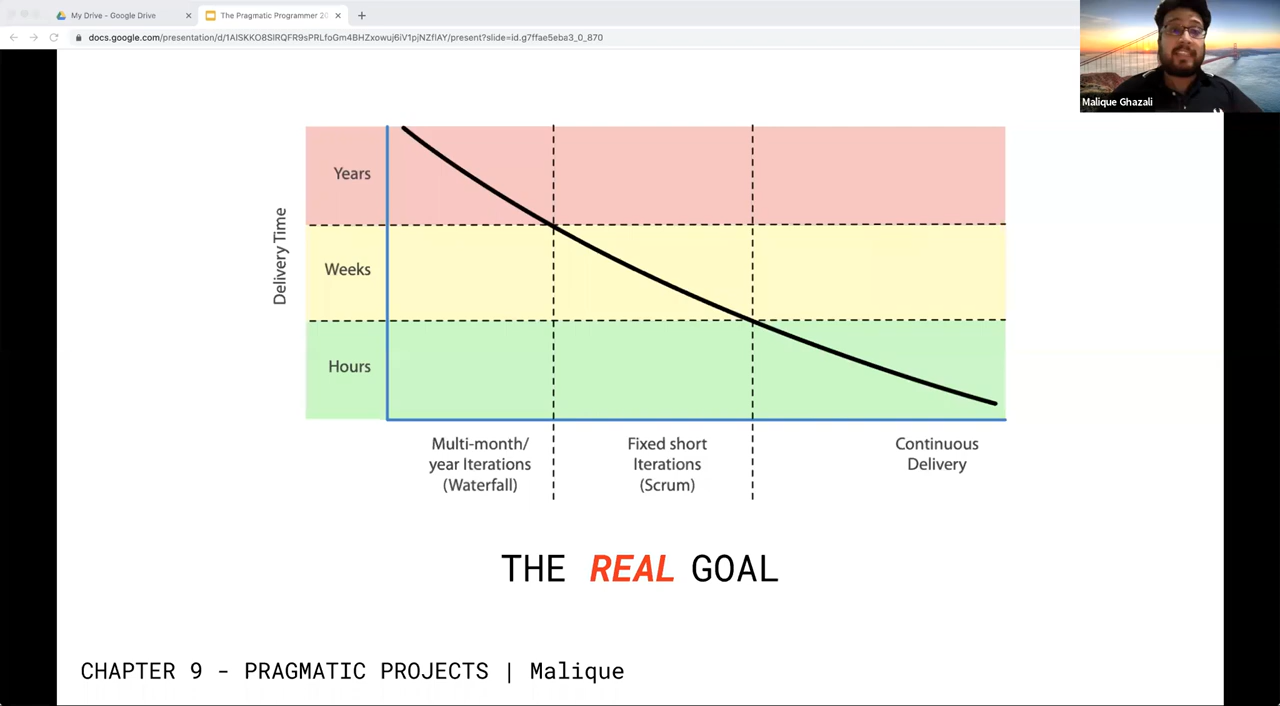 My Drive - Google Drive
The Pragmatic Programmer 20
docs.google.com/presentation/d/1AISKKO8SlRQFR9sPRLfoGm4BHZxowuj6iV1pjNZflAY/present?slide=id.g7ffae5eba3_0_870
Malique Ghazali
Years
Weeks
Hours
Delivery Time
Multi-month/
year Iterations
(Waterfall)
Fixed short
Iterations
(Scrum)
Continuous
Delivery
THE REAL GOAL
CHAPTER 9 - PRAGMATIC PROJECTS | Malique